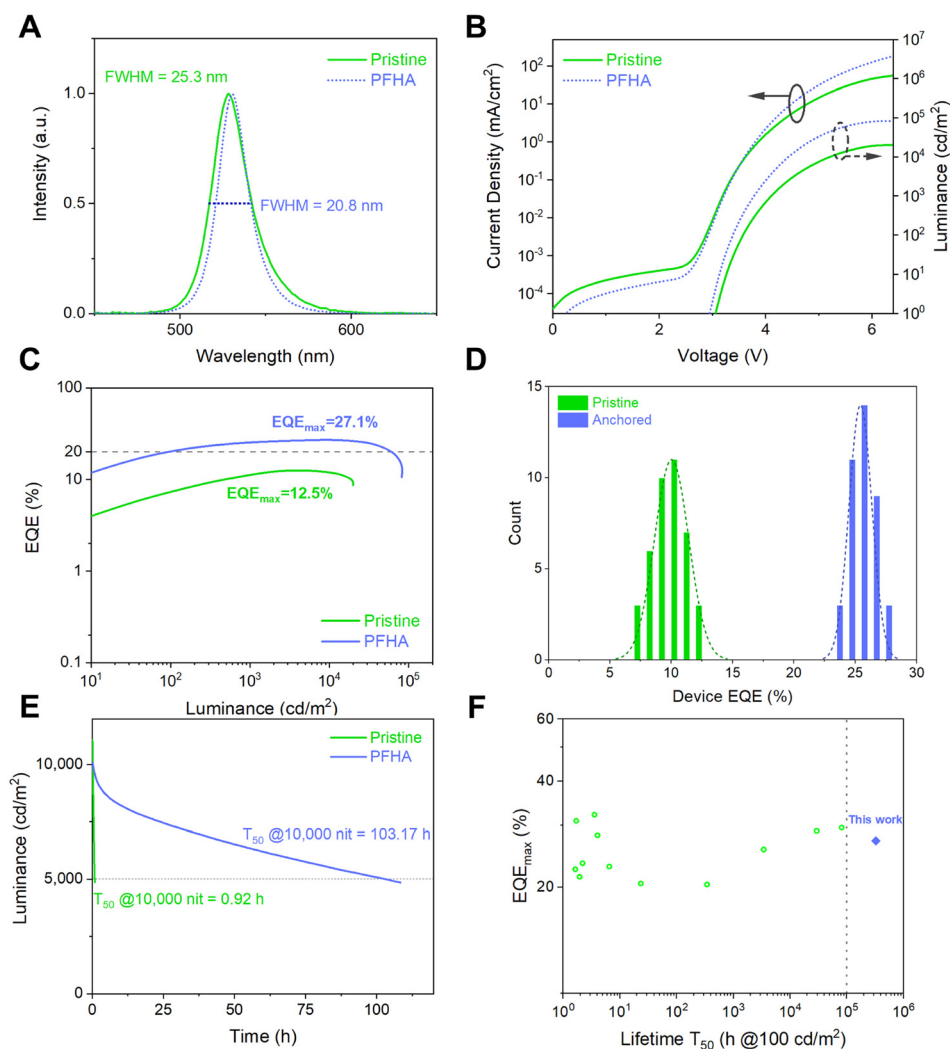 A
Pristine
PFHA
FWHM = 25.3 nm
FWHM = 20.8 nm
Intensity (a.u.)
1.0
0.5
0.0
500
600
Wavelength (nm)
B
Pristine
PFHA
Current Density (mA/cm²)
10²
10¹
10⁰
10⁻¹
10⁻²
10⁻³
10⁻⁴
Luminance (cd/m²)
10⁷
10⁶
10⁵
10⁴
10³
10²
10¹
10⁰
0
2
4
6
Voltage (V)
C
EQEmax=27.1%
EQEmax=12.5%
Pristine
PFHA
EQE (%)
100
20
10
1
0.1
10¹
10²
10³
10⁴
10⁵
Luminance (cd/m²)
D
Pristine
Anchored
Count
15
10
5
0
0
5
10
15
20
25
30
Device EQE (%)
E
Pristine
PFHA
T₅₀ @10,000 nit = 103.17 h
T₅₀ @10,000 nit = 0.92 h
Luminance (cd/m²)
10,000
5,000
0
0
25
50
75
100
Time (h)
F
This work
EQEmax (%)
60
40
20
10⁰
10¹
10²
10³
10⁴
10⁵
10⁶
Lifetime T₅₀ (h @100 cd/m²)